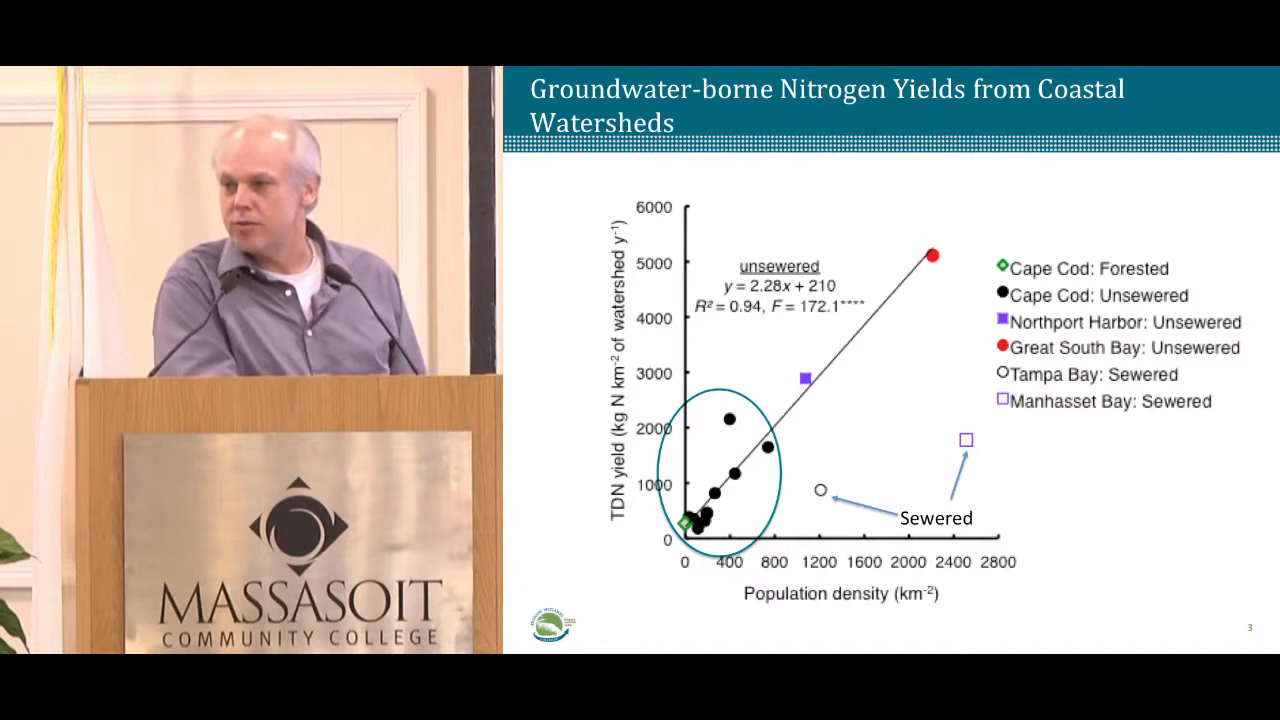 Groundwater-borne Nitrogen Yields from Coastal
Watersheds
6000
5000
4000
3000
2000
1000
0
TDN yield (kg N km⁻² of watershed y⁻¹)
unsewered
y = 2.28x + 210
R² = 0.94, F = 172.1****
Cape Cod: Forested
Cape Cod: Unsewered
Northport Harbor: Unsewered
Great South Bay: Unsewered
Tampa Bay: Sewered
Manhasset Bay: Sewered
Sewered
0 400 800 1200 1600 2000 2400 2800
Population density (km⁻²)
3
MASSASOIT
COMMUNITY COLLEGE